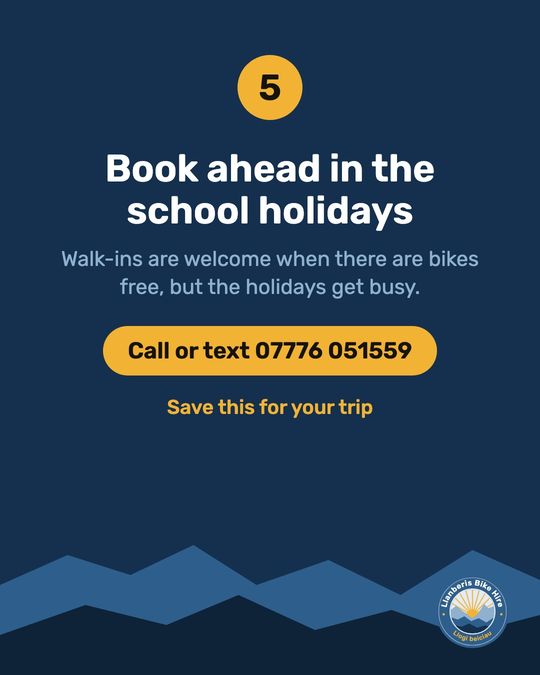 5
Book ahead in the
school holidays
Walk-ins are welcome when there are bikes
free, but the holidays get busy.
Call or text 07776 051559
Save this for your trip
Llanberis Bike Hire
Llogi beiciau